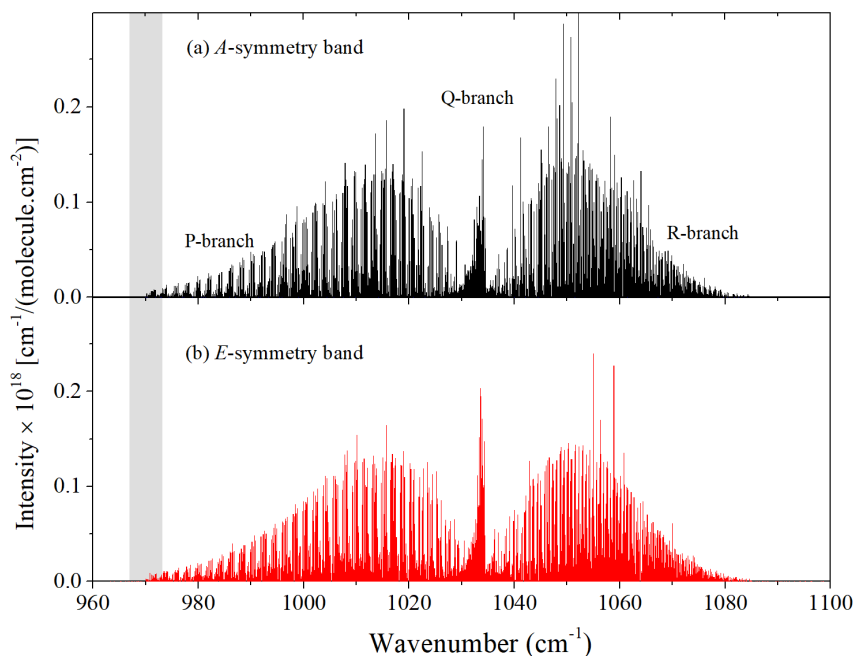 (a) A-symmetry band
Q-branch
P-branch
R-branch
0.2
0.1
0.0
(b) E-symmetry band
0.2
0.1
0.0
Intensity × 10¹⁸ [cm⁻¹/(molecule.cm⁻²)]
960 980 1000 1020 1040 1060 1080 1100
Wavenumber (cm⁻¹)